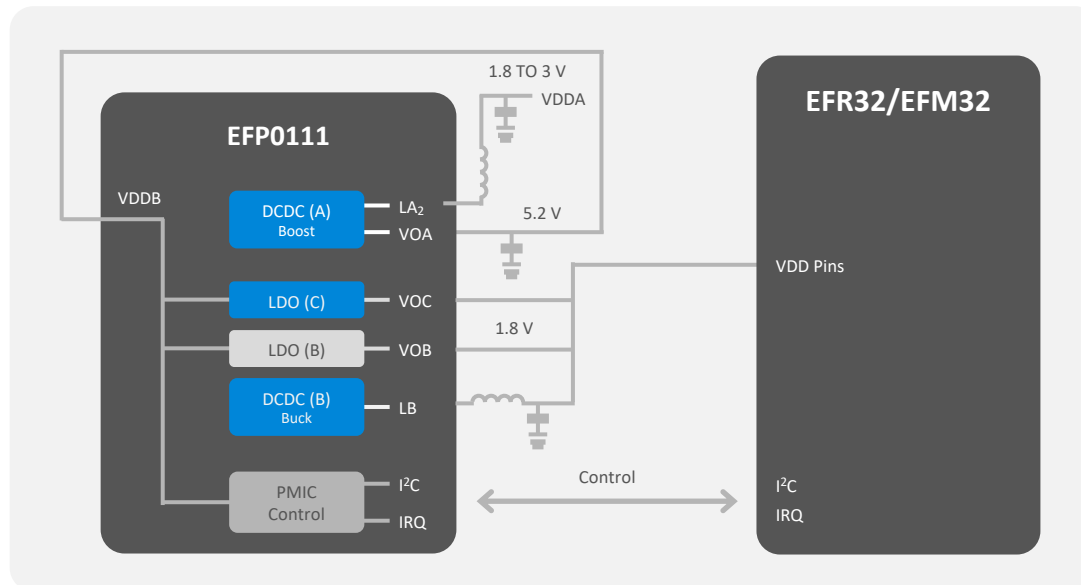 1.8 TO 3 V
VDDA
EFP0111
EFR32/EFM32
VDDB
DCDC (A)
Boost
LA₂
VOA
5.2 V
VDD Pins
LDO (C)
VOC
1.8 V
LDO (B)
VOB
DCDC (B)
Buck
LB
PMIC
Control
I²C
IRQ
Control
I²C
IRQ